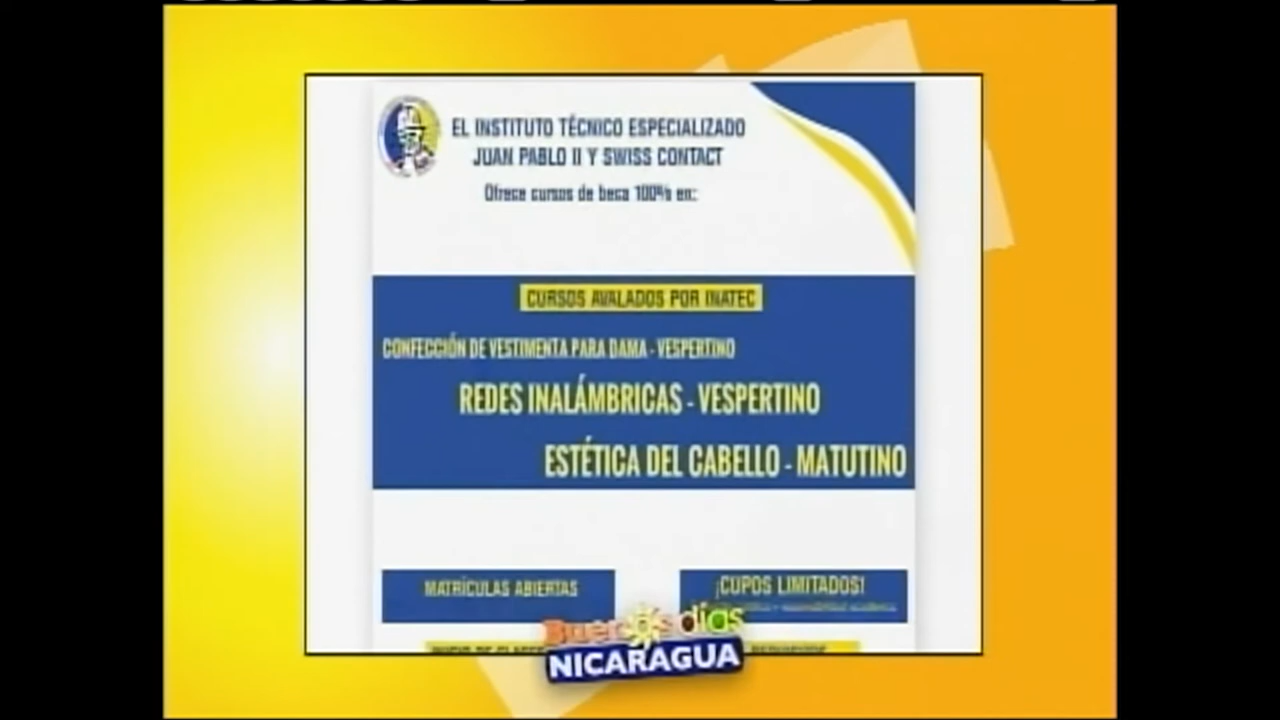 EL INSTITUTO TÉCNICO ESPECIALIZADO
JUAN PABLO II Y SWISS CONTACT
Ofrece cursos de beca 100% en:
CURSOS AVALADOS POR INATEC
CONFECCIÓN DE VESTIMENTA PARA DAMA - VESPERTINO
REDES INALÁMBRICAS - VESPERTINO
ESTÉTICA DEL CABELLO - MATUTINO
MATRÍCULAS ABIERTAS
¡CUPOS LIMITADOS!
Buenos días
NICARAGUA